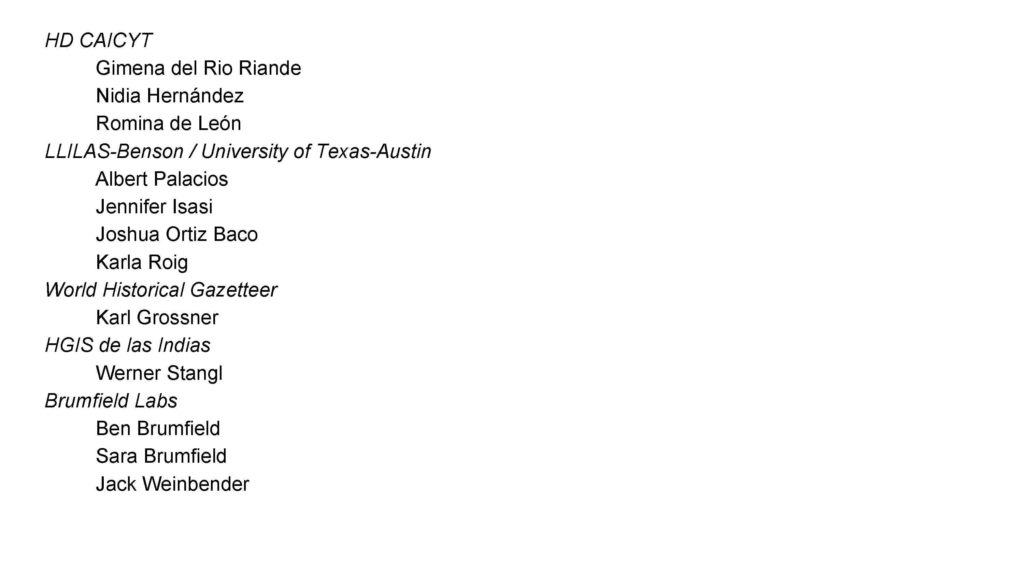 HD CAICYT
Gimena del Rio Riande
Nidia Hernández
Romina de León
LLILAS-Benson / University of Texas-Austin
Albert Palacios
Jennifer Isasi
Joshua Ortiz Baco
Karla Roig
World Historical Gazetteer
Karl Grossner
HGIS de las Indias
Werner Stangl
Brumfield Labs
Ben Brumfield
Sara Brumfield
Jack Weinbender